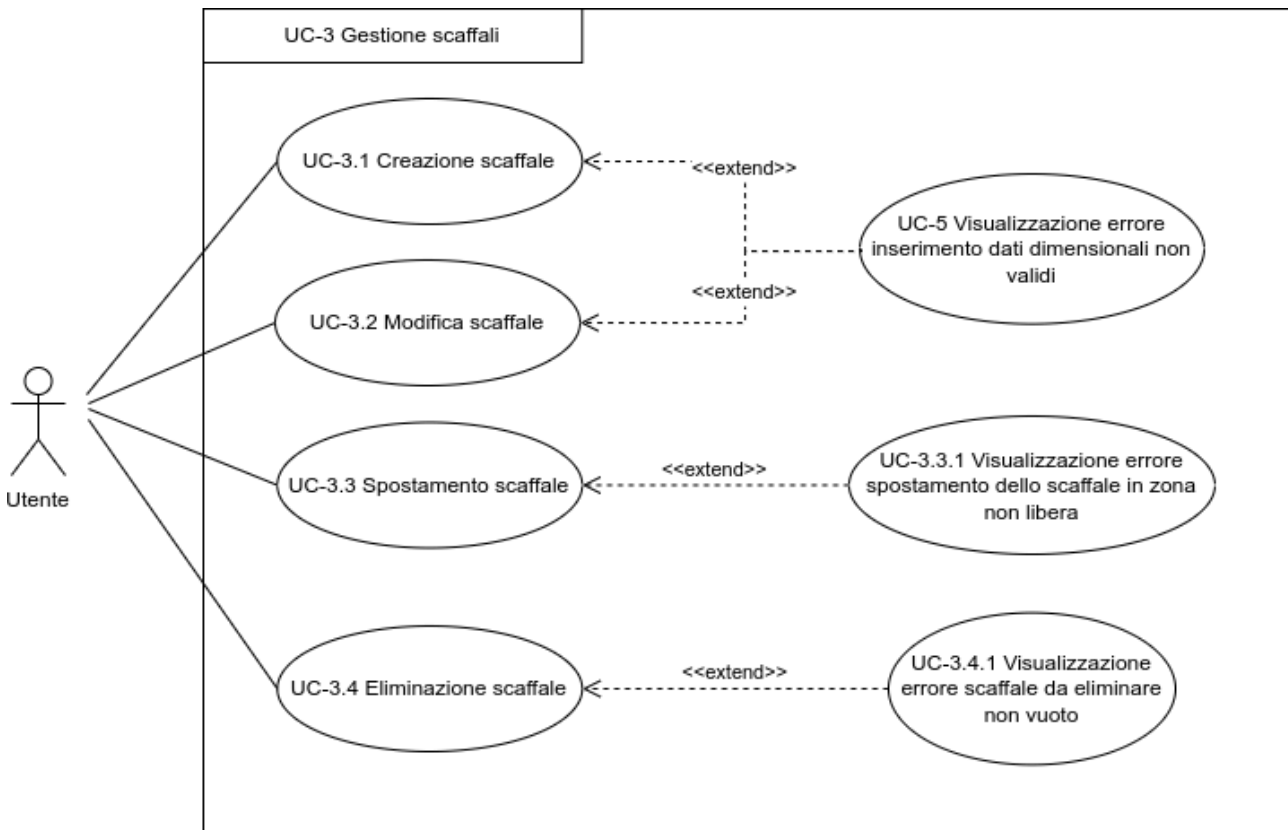 UC-3 Gestione scaffali
UC-3.1 Creazione scaffale
<<extend>>
UC-5 Visualizzazione errore
inserimento dati dimensionali non
validi
<<extend>>
UC-3.2 Modifica scaffale
Utente
UC-3.3 Spostamento scaffale
<<extend>>
UC-3.3.1 Visualizzazione errore
spostamento dello scaffale in zona
non libera
UC-3.4 Eliminazione scaffale
<<extend>>
UC-3.4.1 Visualizzazione
errore scaffale da eliminare
non vuoto